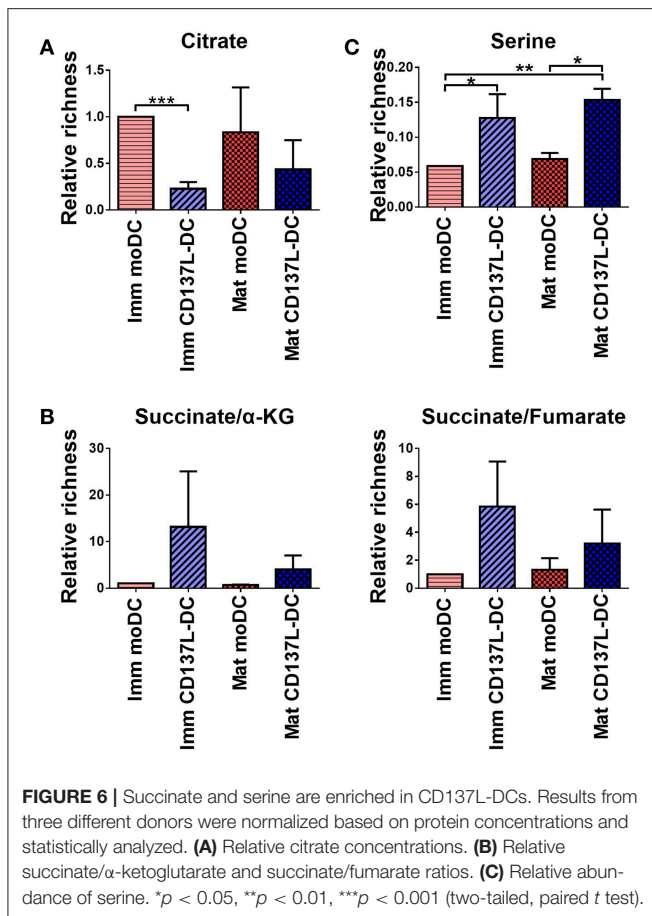 A
Citrate
Relative richness
1.5
1.0
0.5
0.0
***
Imm moDC
Imm CD137L-DC
Mat moDC
Mat CD137L-DC
C
Serine
Relative richness
0.20
0.15
0.10
0.05
0.00
*
**
*
Imm moDC
Imm CD137L-DC
Mat moDC
Mat CD137L-DC
B
Succinate/α-KG
Relative richness
30
20
10
0
Imm moDC
Imm CD137L-DC
Mat moDC
Mat CD137L-DC
Succinate/Fumarate
Relative richness
10
8
6
4
2
0
Imm moDC
Imm CD137L-DC
Mat moDC
Mat CD137L-DC
FIGURE 6 | Succinate and serine are enriched in CD137L-DCs. Results from
three different donors were normalized based on protein concentrations and
statistically analyzed. (A) Relative citrate concentrations. (B) Relative
succinate/α-ketoglutarate and succinate/fumarate ratios. (C) Relative abun-
dance of serine. *p < 0.05, **p < 0.01, ***p < 0.001 (two-tailed, paired t test).